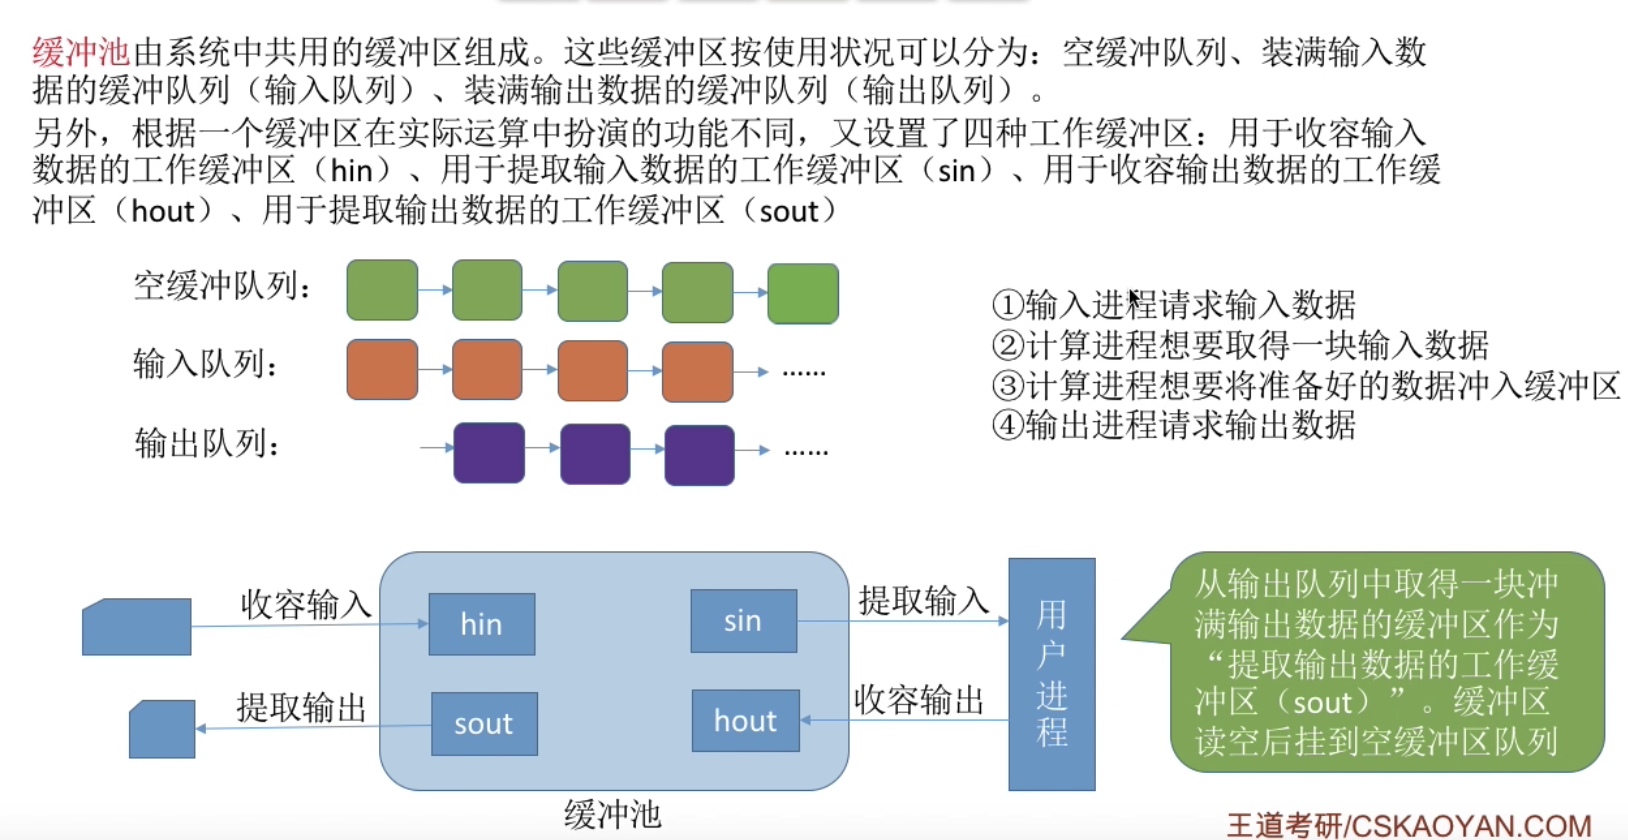 缓冲池由系统中共用的缓冲区组成。这些缓冲区按使用状况可以分为：空缓冲队列、装满输入数
据的缓冲队列（输入队列）、装满输出数据的缓冲队列（输出队列）。
另外，根据一个缓冲区在实际运算中扮演的功能不同，又设置了四种工作缓冲区：用于收容输入
数据的工作缓冲区（hin）、用于提取输入数据的工作缓冲区（sin）、用于收容输出数据的工作缓
冲区（hout）、用于提取输出数据的工作缓冲区（sout）
空缓冲队列：
输入队列：
……
输出队列：
……
①输入进程请求输入数据
②计算进程想要取得一块输入数据
③计算进程想要将准备好的数据冲入缓冲区
④输出进程请求输出数据
收容输入
hin
sin
提取输入
提取输出
sout
hout
收容输出
用
户
进
程
缓冲池
从输出队列中取得一块冲
满输出数据的缓冲区作为
“提取输出数据的工作缓
冲区（sout）”。缓冲区
读空后挂到空缓冲区队列
王道考研/CSKAOYAN.COM